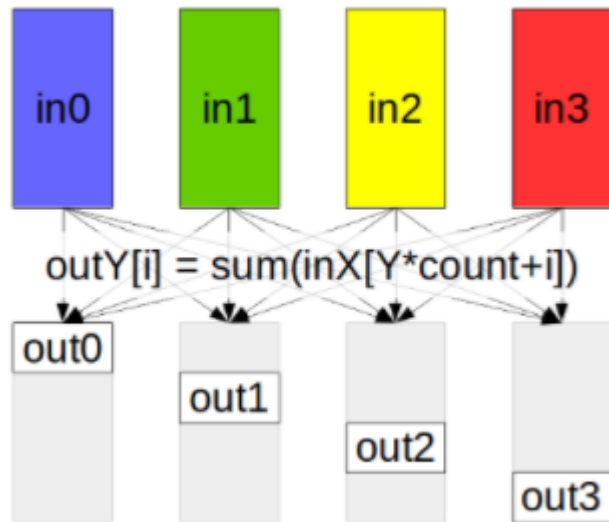 in0 in1 in2 in3
outY[i] = sum(inX[Y*count+i])
out0
out1
out2
out3